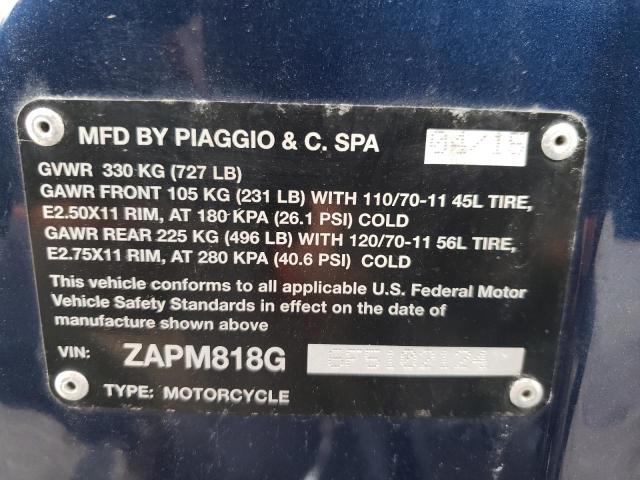 MFD BY PIAGGIO & C. SPA 04/15
GVWR 330 KG (727 LB)
GAWR FRONT 105 KG (231 LB) WITH 110/70-11 45L TIRE,
E2.50X11 RIM, AT 180 KPA (26.1 PSI) COLD
GAWR REAR 225 KG (496 LB) WITH 120/70-11 56L TIRE,
E2.75X11 RIM, AT 280 KPA (40.6 PSI) COLD
This vehicle conforms to all applicable U.S. Federal Motor
Vehicle Safety Standards in effect on the date of
manufacture shown above
VIN: ZAPM818G
TYPE: MOTORCYCLE